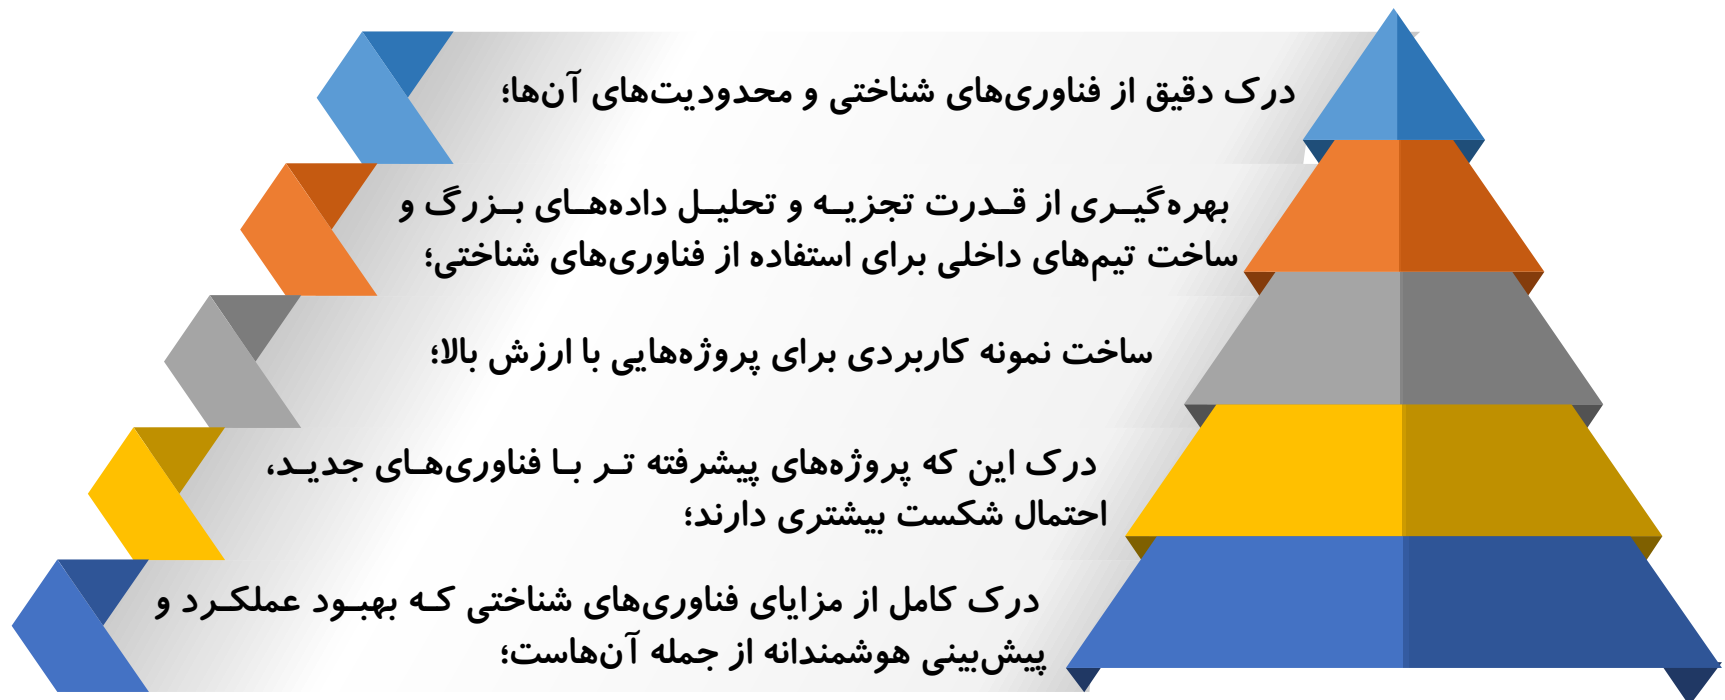 درک دقیق از فناوری‌های شناختی و محدودیت‌های آن‌ها؛
بهره‌گیری از قدرت تجزیه و تحلیل داده‌های بزرگ و
ساخت تیم‌های داخلی برای استفاده از فناوری‌های شناختی؛
ساخت نمونه کاربردی برای پروژه‌هایی با ارزش بالا؛
درک این که پروژه‌های پیشرفته تر با فناوری‌های جدید،
احتمال شکست بیشتری دارند؛
درک کامل از مزایای فناوری‌های شناختی که بهبود عملکرد و
پیش‌بینی هوشمندانه از جمله آن‌هاست؛